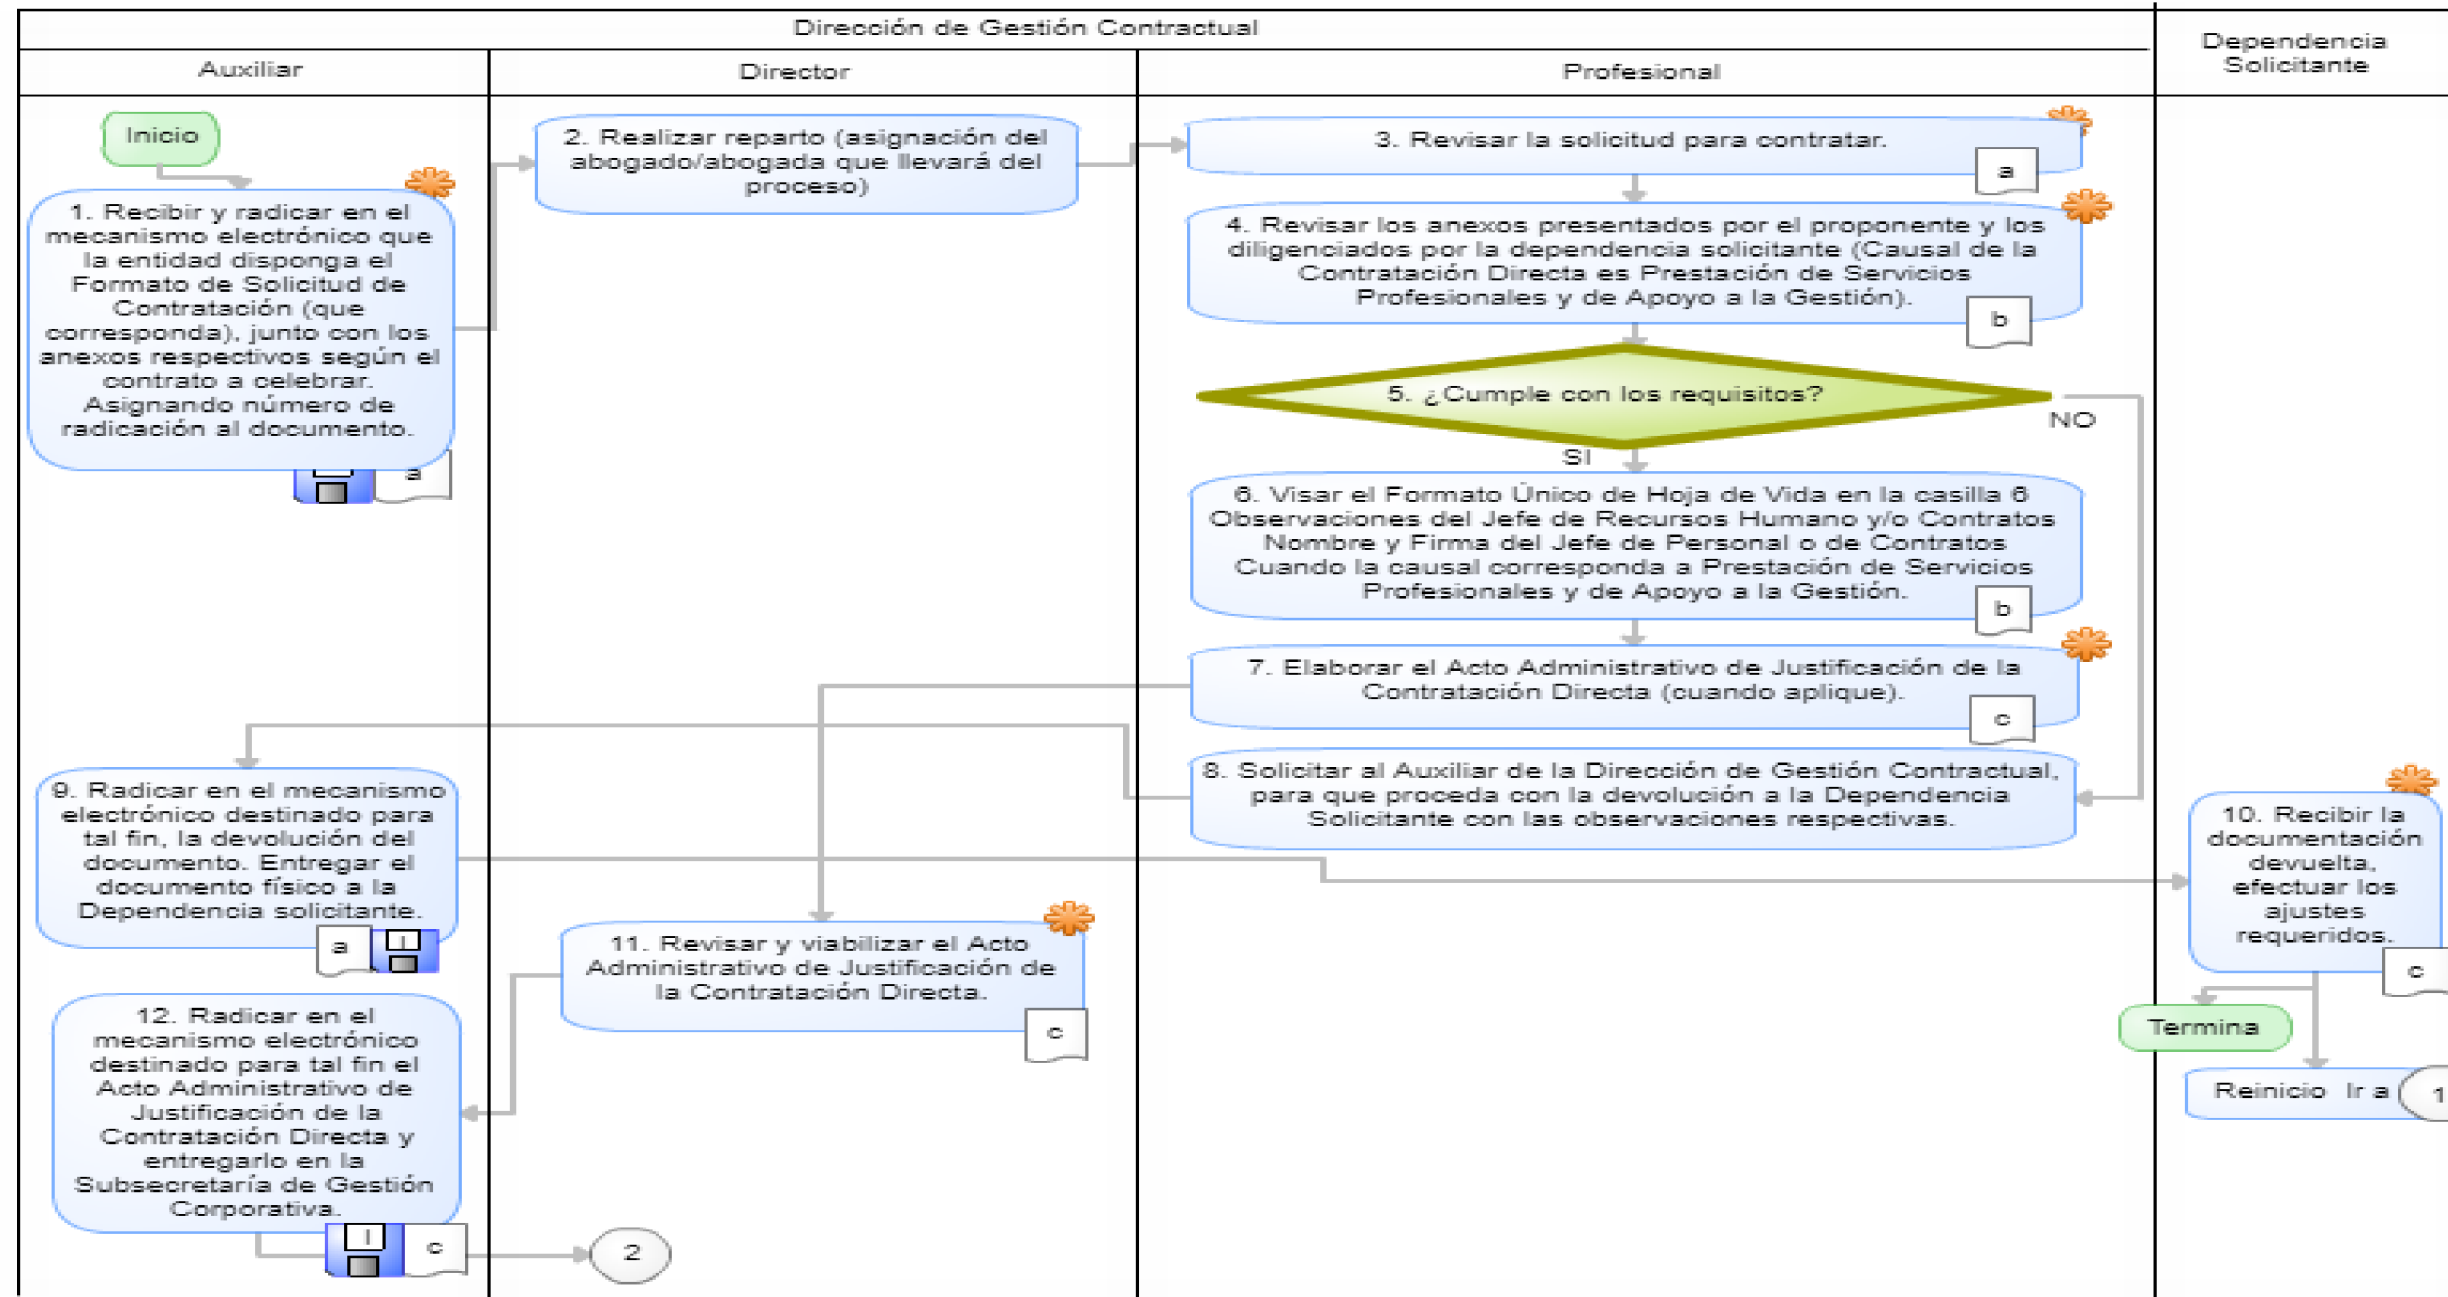 Dirección de Gestión Contractual
Dependencia
Solicitante
Auxiliar
Director
Profesional
Inicio
1. Recibir y radicar en el
mecanismo electrónico que
la entidad disponga el
Formato de Solicitud de
Contratación (que
corresponda), junto con los
anexos respectivos según el
contrato a celebrar.
Asignando número de
radicación al documento.
a
2. Realizar reparto (asignación del
abogado/abogada que llevará del
proceso)
3. Revisar la solicitud para contratar.
a
4. Revisar los anexos presentados por el proponente y los
diligenciados por la dependencia solicitante (Causal de la
Contratación Directa es Prestación de Servicios
Profesionales y de Apoyo a la Gestión).
b
5. ¿Cumple con los requisitos?
NO
SI
6. Visar el Formato Único de Hoja de Vida en la casilla 6
Observaciones del Jefe de Recursos Humano y/o Contratos
Nombre y Firma del Jefe de Personal o de Contratos
Cuando la causal corresponda a Prestación de Servicios
Profesionales y de Apoyo a la Gestión.
b
7. Elaborar el Acto Administrativo de Justificación de la
Contratación Directa (cuando aplique).
c
8. Solicitar al Auxiliar de la Dirección de Gestión Contractual,
para que proceda con la devolución a la Dependencia
Solicitante con las observaciones respectivas.
9. Radicar en el mecanismo
electrónico destinado para
tal fin, la devolución del
documento. Entregar el
documento físico a la
Dependencia solicitante.
a
10. Recibir la
documentación
devuelta,
efectuar los
ajustes
requeridos.
c
Termina
Reinicio Ir a
1
11. Revisar y viabilizar el Acto
Administrativo de Justificación de
la Contratación Directa.
c
12. Radicar en el
mecanismo electrónico
destinado para tal fin el
Acto Administrativo de
Justificación de la
Contratación Directa y
entregarlo en la
Subsecretaría de Gestión
Corporativa.
c
2